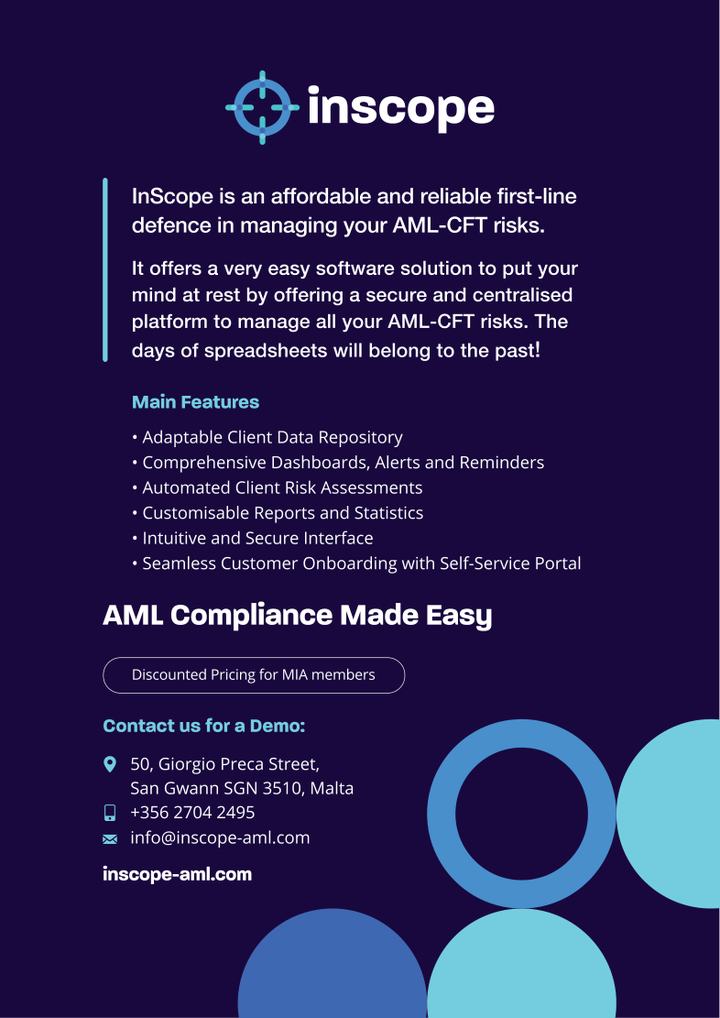 inscope
InScope is an affordable and reliable first-line
defence in managing your AML-CFT risks.
It offers a very easy software solution to put your
mind at rest by offering a secure and centralised
platform to manage all your AML-CFT risks. The
days of spreadsheets will belong to the past!
Main Features
• Adaptable Client Data Repository
• Comprehensive Dashboards, Alerts and Reminders
• Automated Client Risk Assessments
• Customisable Reports and Statistics
• Intuitive and Secure Interface
• Seamless Customer Onboarding with Self-Service Portal
AML Compliance Made Easy
Discounted Pricing for MIA members
Contact us for a Demo:
50, Giorgio Preca Street,
San Gwann SGN 3510, Malta
+356 2704 2495
info@inscope-aml.com
inscope-aml.com